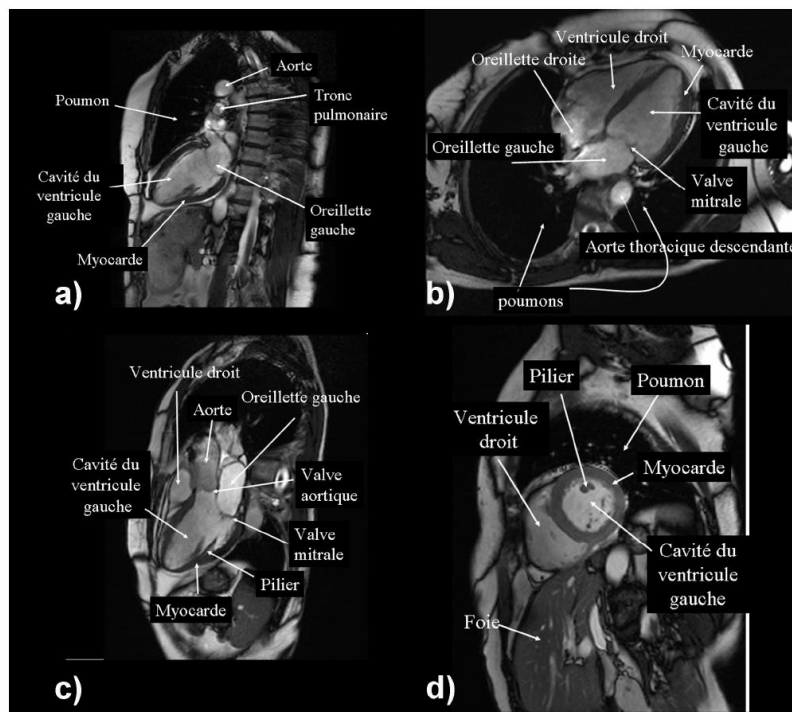 Aorte
Poumon
Tronc
pulmonaire
Cavité du
ventricule
gauche
Oreillette
gauche
Myocarde
a)
Ventricule droit
Oreillette droite
Myocarde
Cavité du
ventricule
gauche
Oreillette gauche
Valve
mitrale
Aorte thoracique descendante
b)
poumons
Ventricule droit
Oreillette gauche
Aorte
Cavité du
ventricule
gauche
Valve
aortique
Valve
mitrale
Pilier
Myocarde
c)
Pilier
Poumon
Ventricule
droit
Myocarde
Cavité du
ventricule
gauche
Foie
d)